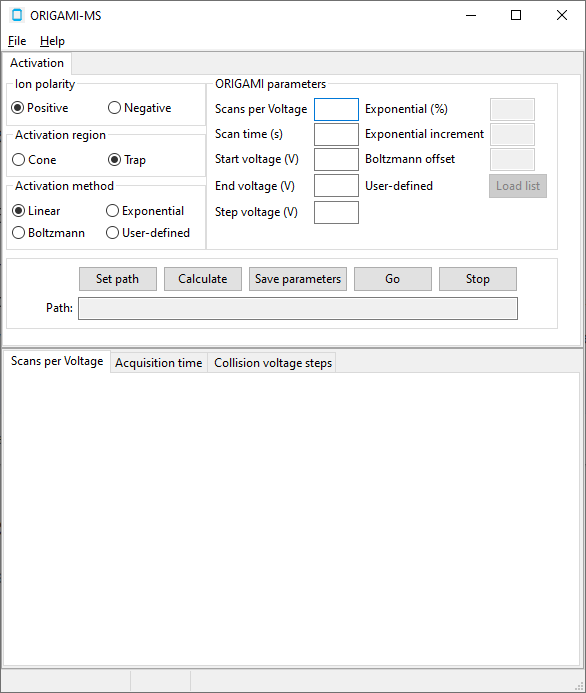 ORIGAMI-MS
File Help
Activation
Ion polarity
Positive Negative
Activation region
Cone Trap
Activation method
Linear Exponential
Boltzmann User-defined
ORIGAMI parameters
Scans per Voltage Exponential (%)
Scan time (s) Exponential increment
Start voltage (V) Boltzmann offset
End voltage (V) User-defined Load list
Step voltage (V)
Set path Calculate Save parameters Go Stop
Path:
Scans per Voltage Acquisition time Collision voltage steps